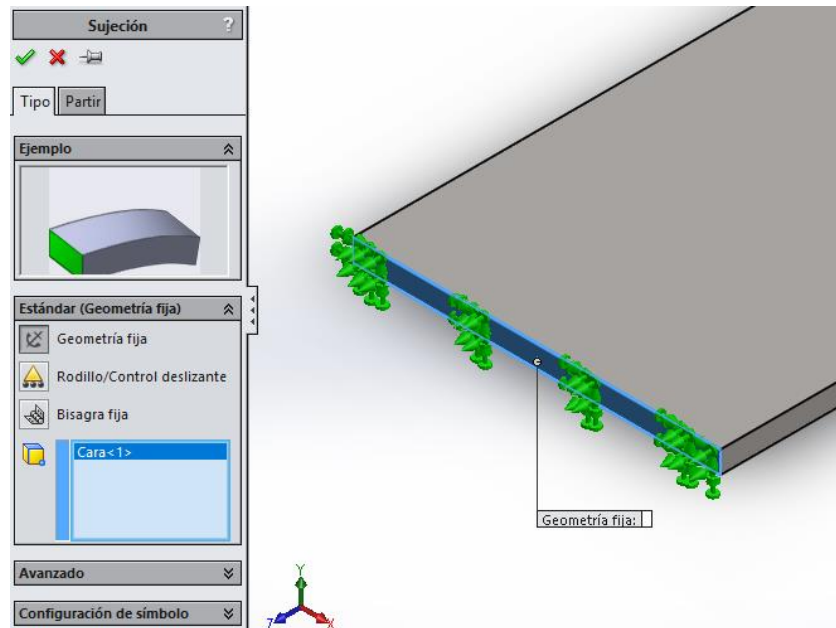 Sujeción ?
Tipo Partir
Ejemplo
Estándar (Geometría fija)
Geometría fija
Rodillo/Control deslizante
Bisagra fija
Cara<1>
Avanzado
Configuración de símbolo
Geometría fija:
Y
Z X